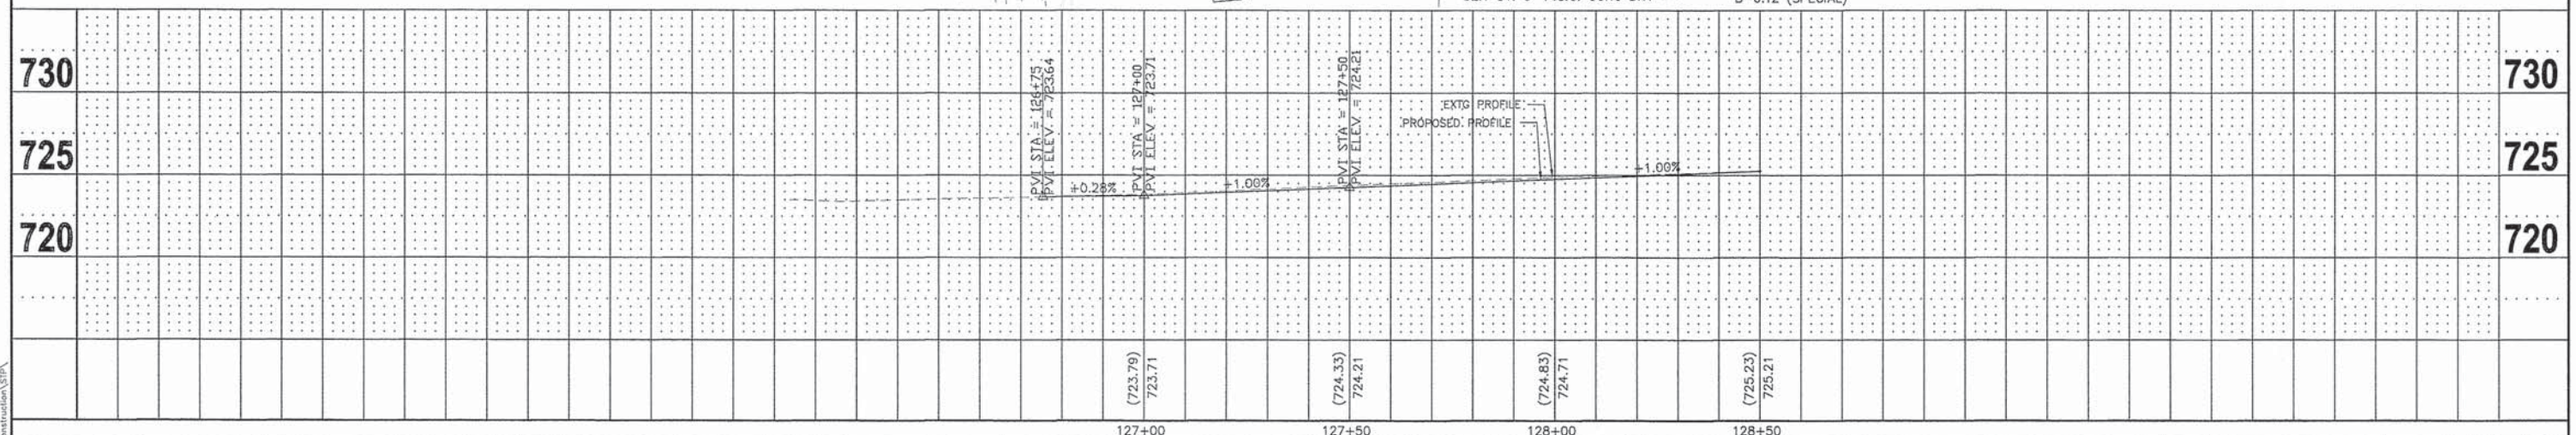 B-6.12 (SPECIAL)
730
730
PVI STA = 126+75
PVI ELEV = 723.64
PVI STA = 127+00
PVI ELEV = 723.71
PVI STA = 127+50
PVI ELEV = 724.21
EXTG PROFILE
PROPOSED PROFILE
725
725
+0.28%
+1.00%
+1.00%
720
720
(723.79)
723.71
(724.33)
724.21
(724.83)
724.71
(725.23)
725.21
127+00
127+50
128+00
128+50